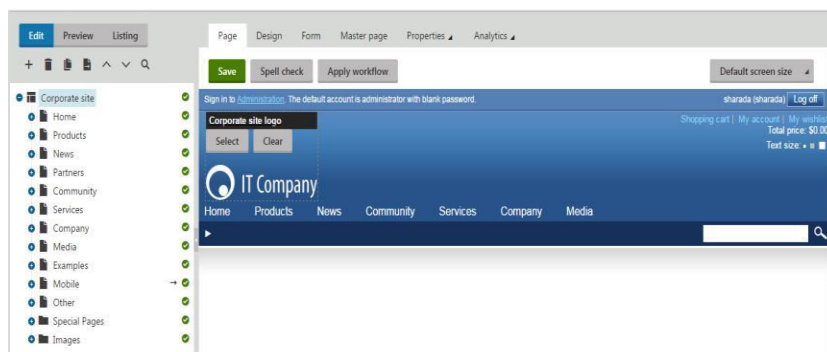 Edit Preview Listing
Page Design Form Master page Properties Analytics
Save Spell check Apply workflow Default screen size
Corporate site
Home
Products
News
Partners
Community
Services
Company
Media
Examples
Mobile
Other
Special Pages
Images
Sign in to Administration. The default account is administrator with blank password. sharada (sharada) Log off
Corporate site logo
Select Clear
Shopping cart | My account | My wishlist
Total price: $0.00
Text size:
IT Company
Home Products News Community Services Company Media